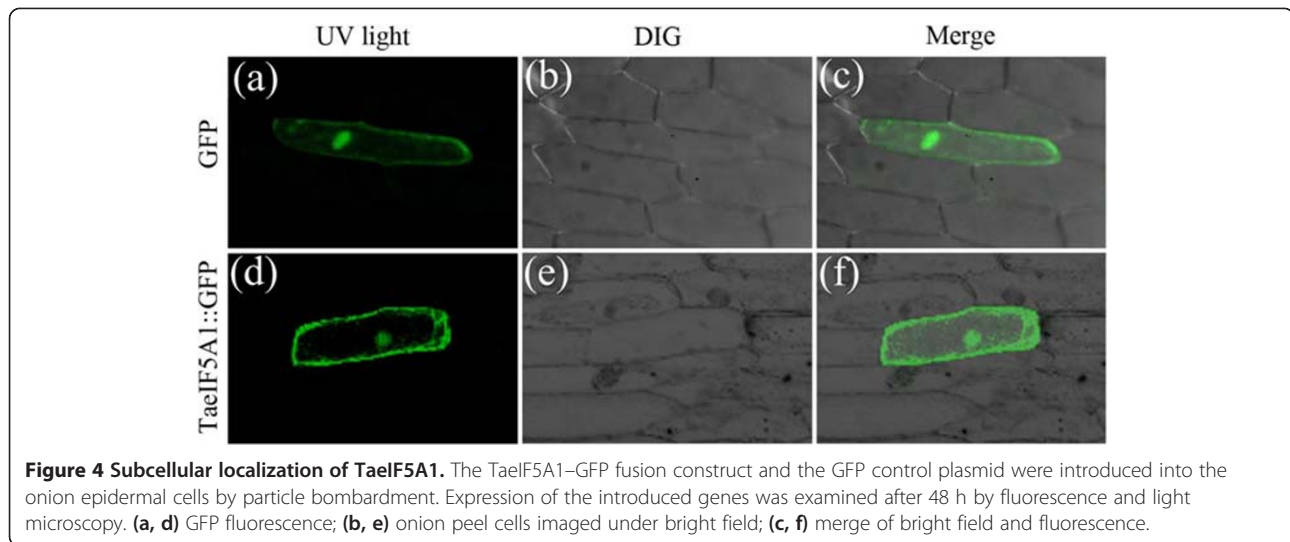 UV light DIG Merge
(a) (b) (c)
GFP
(d) (e) (f)
TaeIF5A1::GFP
Figure 4 Subcellular localization of TaeIF5A1. The TaeIF5A1–GFP fusion construct and the GFP control plasmid were introduced into the
onion epidermal cells by particle bombardment. Expression of the introduced genes was examined after 48 h by fluorescence and light
microscopy. (a, d) GFP fluorescence; (b, e) onion peel cells imaged under bright field; (c, f) merge of bright field and fluorescence.